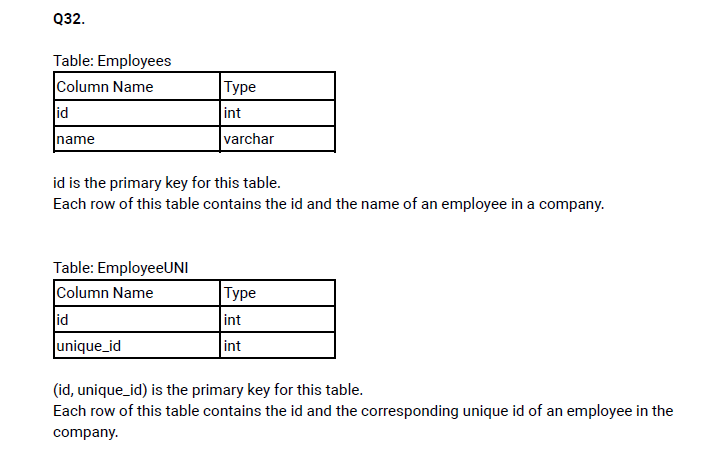 Q32.
Table: Employees
Column Name Type
id int
name varchar
id is the primary key for this table.
Each row of this table contains the id and the name of an employee in a company.
Table: EmployeeUNI
Column Name Type
id int
unique_id int
(id, unique_id) is the primary key for this table.
Each row of this table contains the id and the corresponding unique id of an employee in the
company.